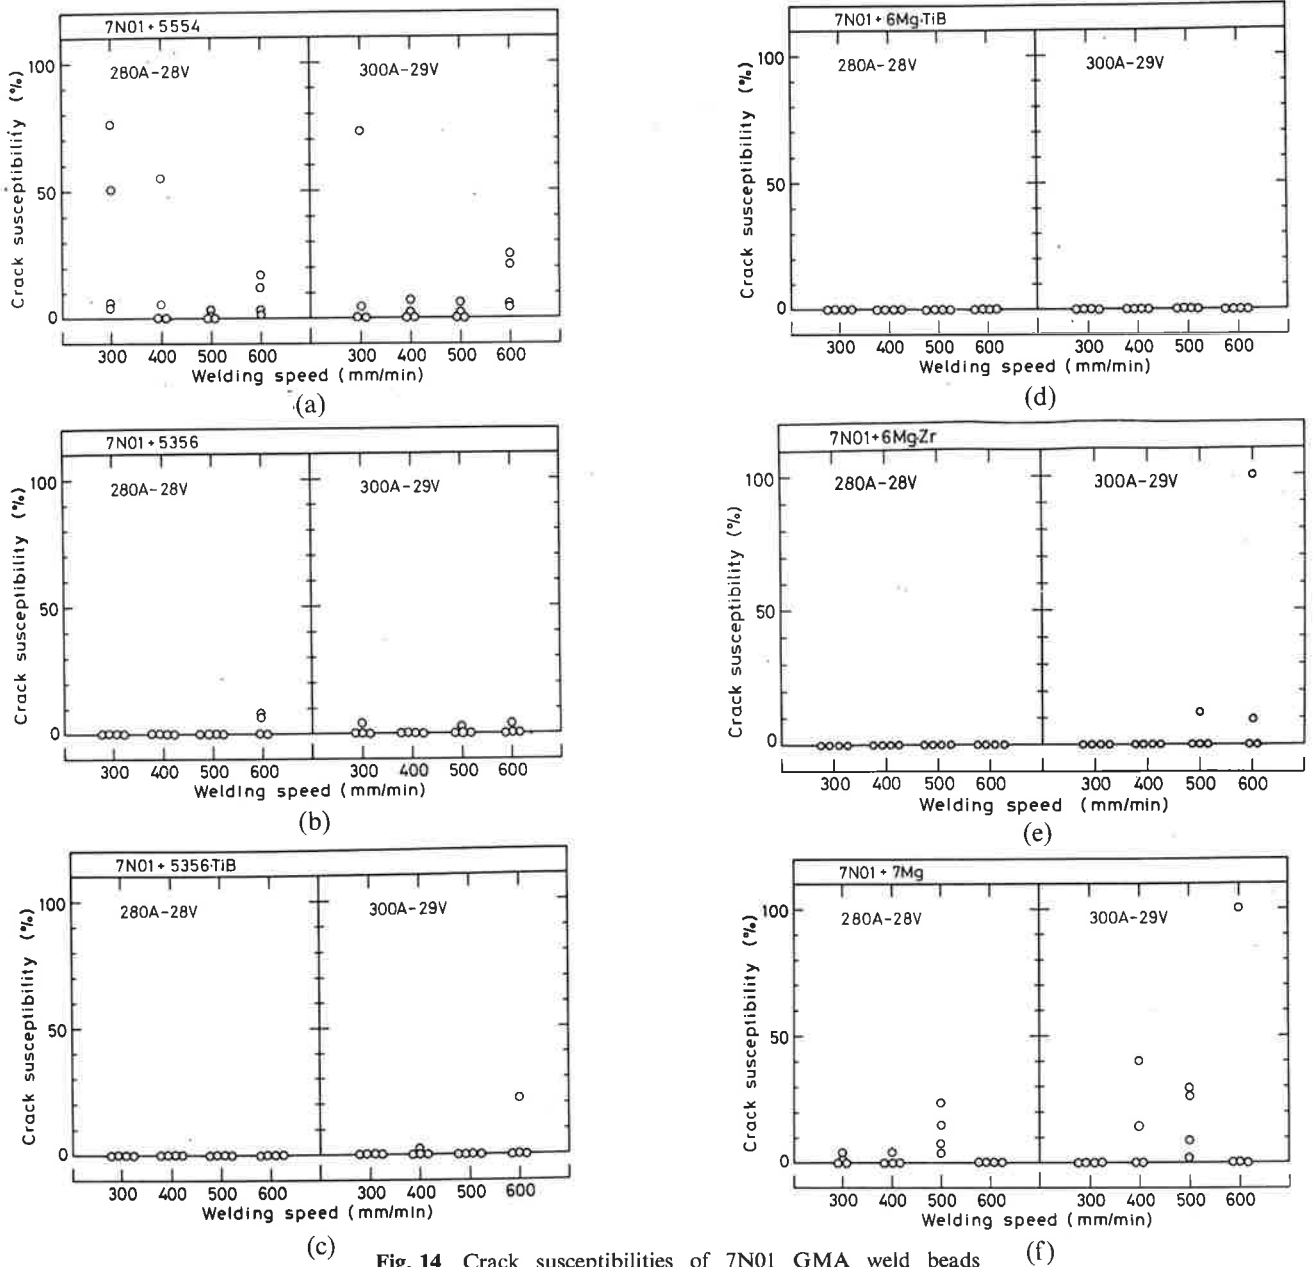 7N01+5554
280A-28V
300A-29V
Crack susceptibility (%)
100
50
0
300 400 500 600 300 400 500 600
Welding speed (mm/min)
(a)
7N01+5356
280A-28V
300A-29V
Crack susceptibility (%)
100
50
0
300 400 500 600 300 400 500 600
Welding speed (mm/min)
(b)
7N01+5356·TiB
280A-28V
300A-29V
Crack susceptibility (%)
100
50
0
300 400 500 600 300 400 500 600
Welding speed (mm/min)
(c)
7N01+6Mg·TiB
280A-28V
300A-29V
Crack susceptibility (%)
100
50
0
300 400 500 600 300 400 500 600
Welding speed (mm/min)
(d)
7N01+6Mg·Zr
280A-28V
300A-29V
Crack susceptibility (%)
100
50
0
300 400 500 600 300 400 500 600
Welding speed (mm/min)
(e)
7N01+7Mg
280A-28V
300A-29V
Crack susceptibility (%)
100
50
0
300 400 500 600 300 400 500 600
Welding speed (mm/min)
(f)
Fig. 14 Crack susceptibilities of 7N01 GMA weld beads